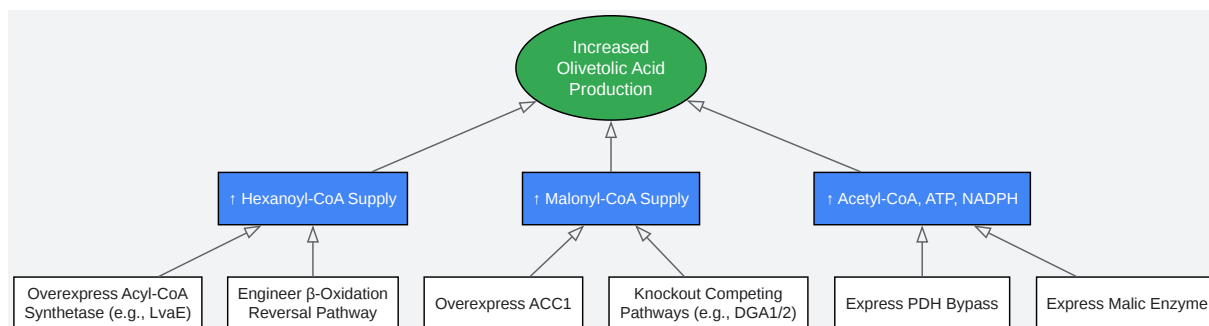 Increased
Olivetolic Acid
Production
↑ Hexanoyl-CoA Supply
↑ Malonyl-CoA Supply
↑ Acetyl-CoA, ATP, NADPH
Overexpress Acyl-CoA
Synthetase (e.g., LvaE)
Engineer β-Oxidation
Reversal Pathway
Overexpress ACC1
Knockout Competing
Pathways (e.g., DGA1/2)
Express PDH Bypass
Express Malic Enzyme